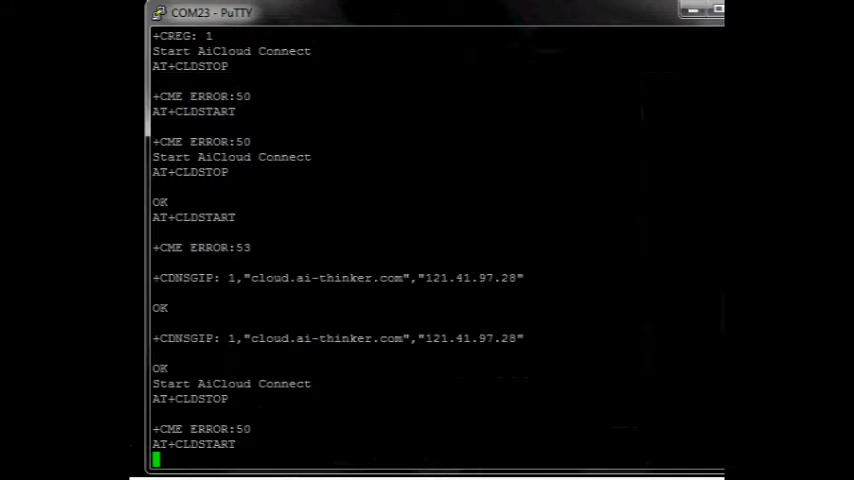 COM23 - PuTTY
+CREG: 1
Start AiCloud Connect
AT+CLDSTOP
+CME ERROR:50
AT+CLDSTART
+CME ERROR:50
Start AiCloud Connect
AT+CLDSTOP
OK
AT+CLDSTART
+CME ERROR:53
+CDNSGIP: 1,"cloud.ai-thinker.com","121.41.97.28"
OK
+CDNSGIP: 1,"cloud.ai-thinker.com","121.41.97.28"
OK
Start AiCloud Connect
AT+CLDSTOP
+CME ERROR:50
AT+CLDSTART